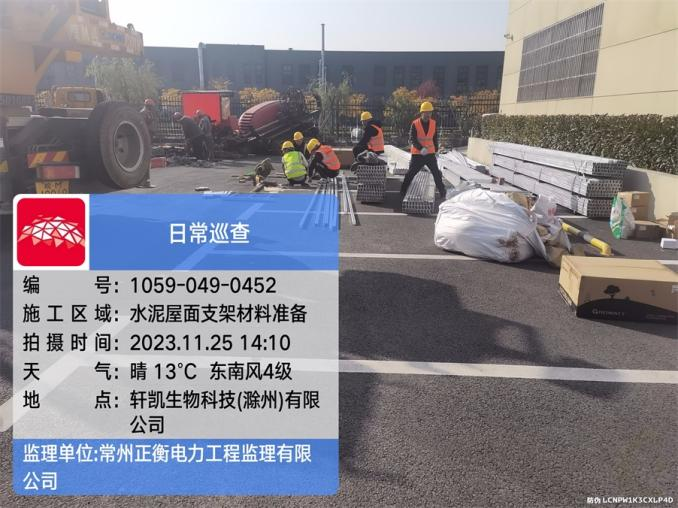 日常巡查
编号：1059-049-0452
施工区域：水泥屋面支架材料准备
拍摄时间：2023.11.25 14:10
天气：晴 13℃ 东南风4级
地点：轩凯生物科技(滁州)有限
公司
监理单位:常州正衡电力工程监理有限
公司
GROWATT
防伪 LCNPW1K3CXLP4D